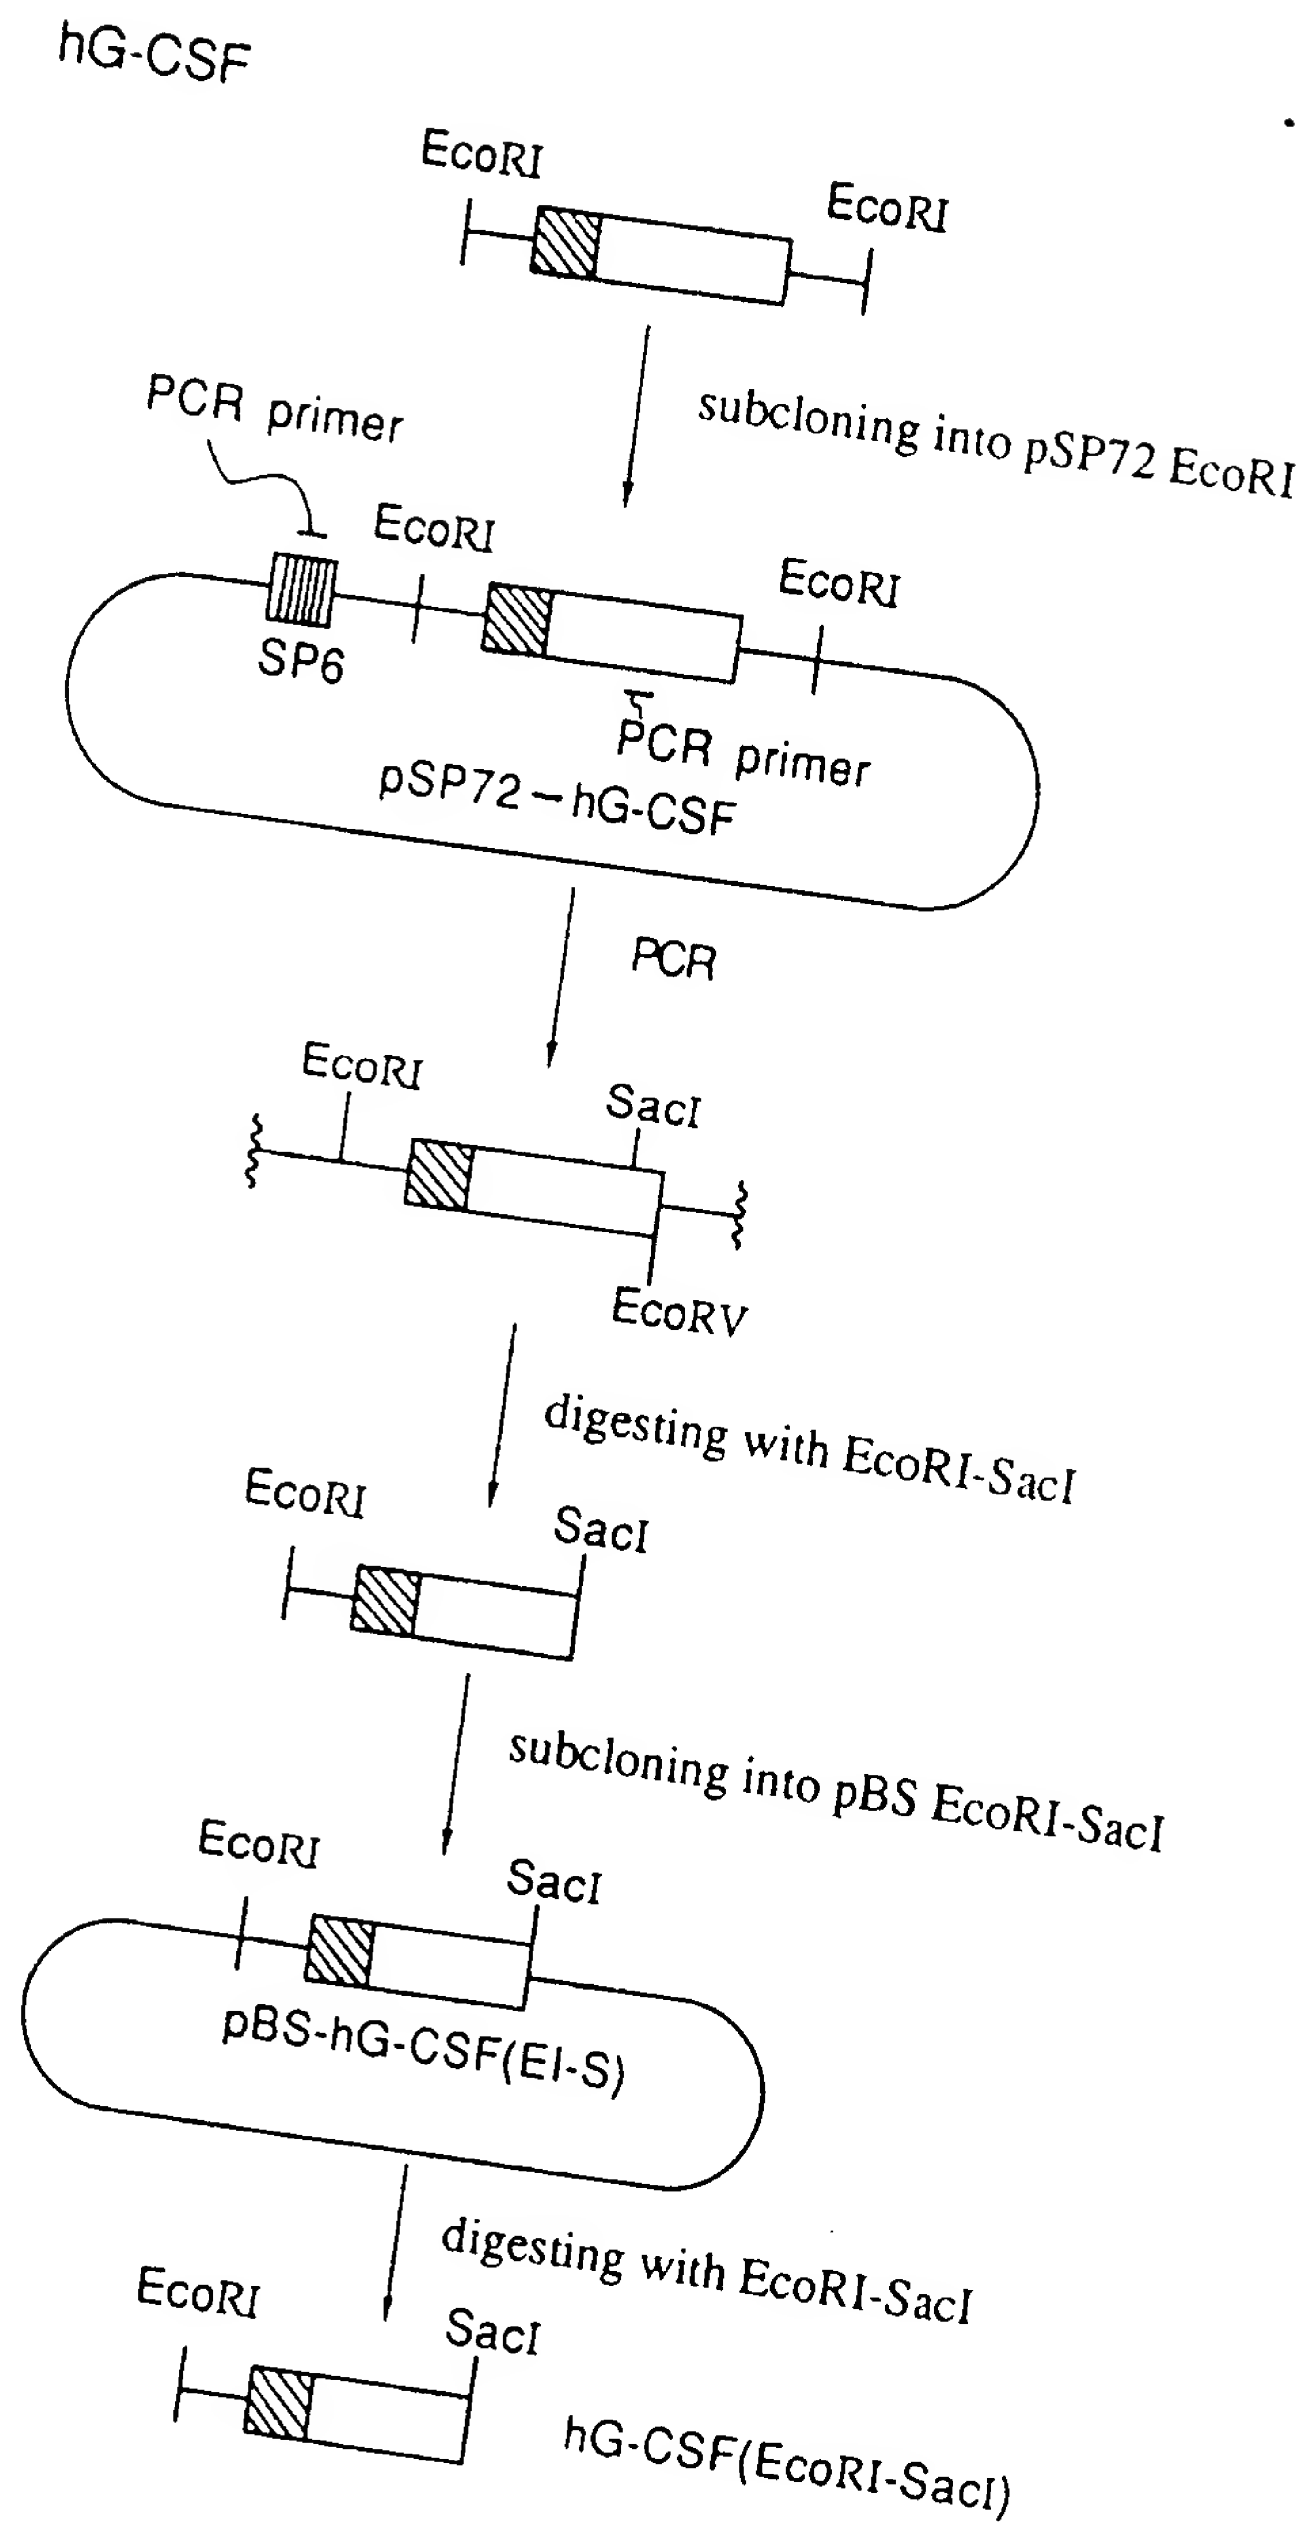 hG-CSF
EcoRI
EcoRI
subcloning into pSP72 EcoRI
PCR primer
EcoRI
EcoRI
SP6
PCR primer
pSP72-hG-CSF
PCR
EcoRI
SacI
EcoRV
digesting with EcoRI-SacI
EcoRI
SacI
subcloning into pBS EcoRI-SacI
EcoRI
SacI
pBS-hG-CSF(EI-S)
digesting with EcoRI-SacI
EcoRI
SacI
hG-CSF(EcoRI-SacI)